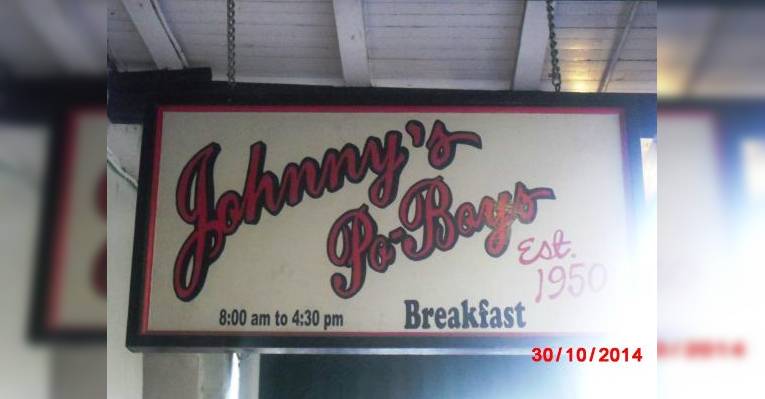 Johnny's
Po-Boys
Est.
1950
8:00 am to 4:30 pm
Breakfast
30/10/2014